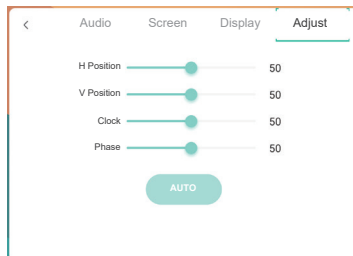 Audio Screen Display Adjust
H Position 50
V Position 50
Clock 50
Phase 50
AUTO